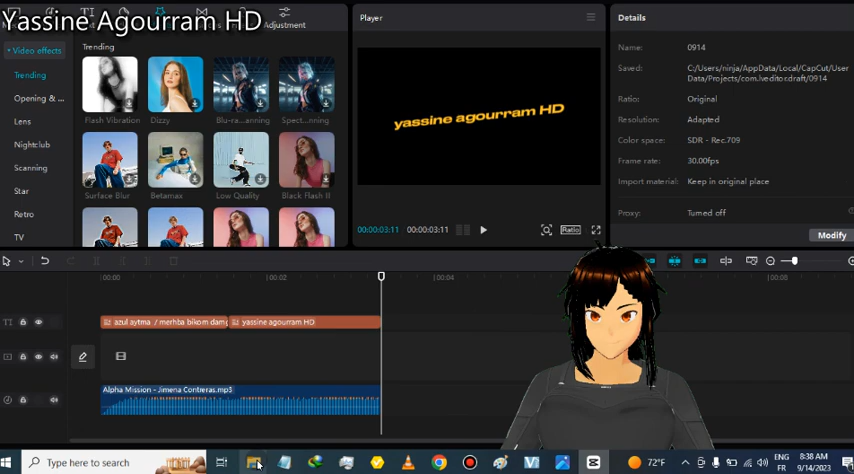 Yassine Agourram HD
Adjustment
Video effects
Trending
Opening & ...
Lens
Nightclub
Scanning
Star
Retro
TV
Trending
Flash Vibration
Dizzy
Blu-ra...anning
Spect...nning
Surface Blur
Betamax
Low Quality
Black Flash II
Player
yassine agourram HD
00:00:03:11
00:00:03:11
Ratio
Details
Name:
0914
Saved:
C:/Users/ninja/AppData/Local/CapCut/User
Data/Projects/com.lveditor.draft/0914
Ratio:
Original
Resolution:
Adapted
Color space:
SDR - Rec.709
Frame rate:
30.00fps
Import material:
Keep in original place
Proxy:
Turned off
Modify
00:00
00:02
00:04
TI
azul aytma / merhba bikom dam
yassine agourram HD
Alpha Mission - Jimena Contreras.mp3
Type here to search
72°F
ENG
FR
8:38 AM
9/14/2023